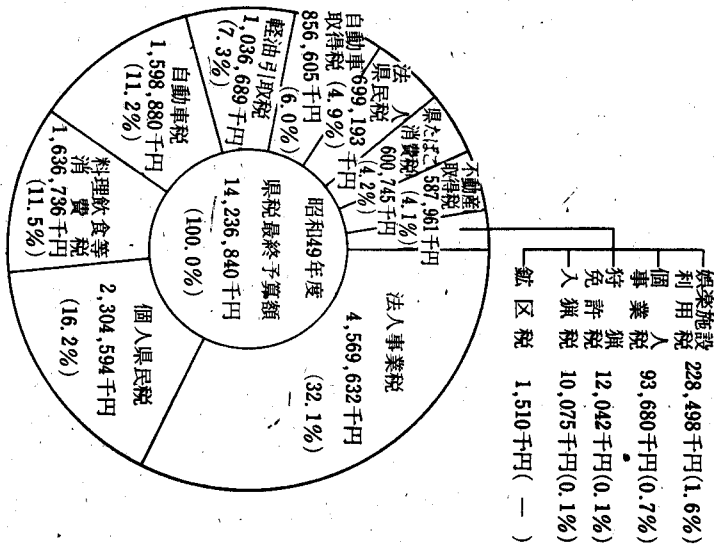 昭和49年度
県税最終予算額
14,236,840千円
(100.0%)
法人事業税
4,569,632千円
(32.1%)
個人県民税
2,304,594千円
(16.2%)
料理飲食等
消費税
1,636,736千円
(11.5%)
自動車税
1,598,880千円
(11.2%)
軽油引取税
1,036,689千円
(7.3%)
自動車
取得税
856,605千円
(6.0%)
法人
県民税
699,193千円
(4.9%)
県たばこ
消費税
600,745千円
(4.2%)
不動産
取得税
587,961千円
(4.1%)
娯楽施設
利用税 228,498千円(1.6%)
個人
事業税 93,680千円(0.7%)
狩猟
免許税 12,042千円(0.1%)
入猟税 10,075千円(0.1%)
鉱区税 1,510千円( — )